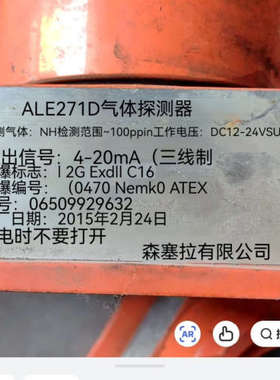 ALE271D气体探测器
测气体：NH检测范围~100ppin工作电压：DC12-24VSU
出信号：4-20mA（三线制
爆标志：I 2G ExdII C16
爆编号：（0470 Nemk0 ATEX
：06509929632
日期：2015年2月24日
电时不要打开
森塞拉有限公司
AR